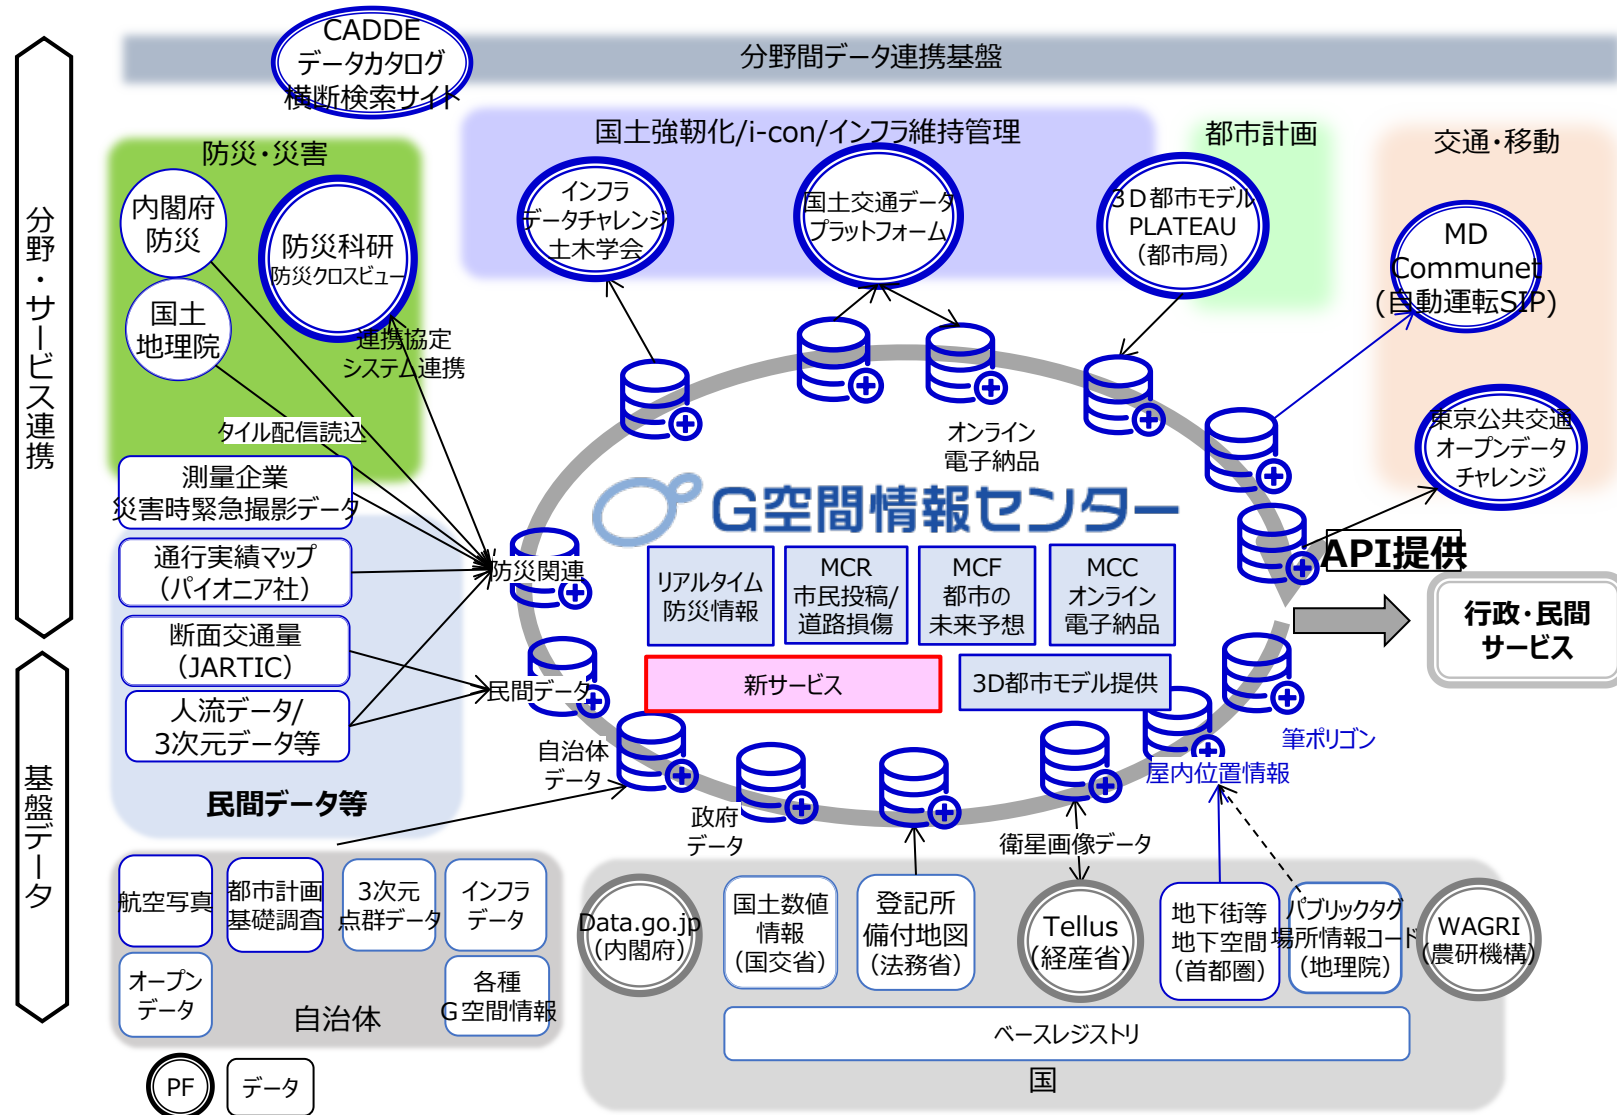 CADDE
データカタログ
横断検索サイト
分野間データ連携基盤
分野・サービス連携
基盤データ
防災・災害
内閣府
防災
国土
地理院
防災科研
防災クロスビュー
連携協定
システム連携
タイル配信読込
国土強靭化/i-con/インフラ維持管理
インフラ
データチャレンジ
土木学会
国土交通データ
プラットフォーム
都市計画
3D都市モデル
PLATEAU
(都市局)
交通・移動
MD
Communet
(自動運転SIP)
東京公共交通
オープンデータ
チャレンジ
測量企業
災害時緊急撮影データ
通行実績マップ
(パイオニア社)
断面交通量
(JARTIC)
人流データ/
3次元データ等
民間データ等
オンライン
電子納品
G空間情報センター
防災関連
民間データ
リアルタイム
防災情報
MCR
市民投稿/
道路損傷
MCF
都市の
未来予想
MCC
オンライン
電子納品
新サービス
3D都市モデル提供
API提供
行政・民間
サービス
筆ポリゴン
屋内位置情報
自治体
データ
政府
データ
衛星画像データ
航空写真
都市計画
基礎調査
3次元
点群データ
インフラ
データ
オープン
データ
各種
G空間情報
自治体
Data.go.jp
(内閣府)
国土数値
情報
(国交省)
登記所
備付地図
(法務省)
Tellus
(経産省)
地下街等
地下空間
(首都圏)
パブリックタグ
場所情報コード
(地理院)
WAGRI
(農研機構)
ベースレジストリ
国
PF
データ